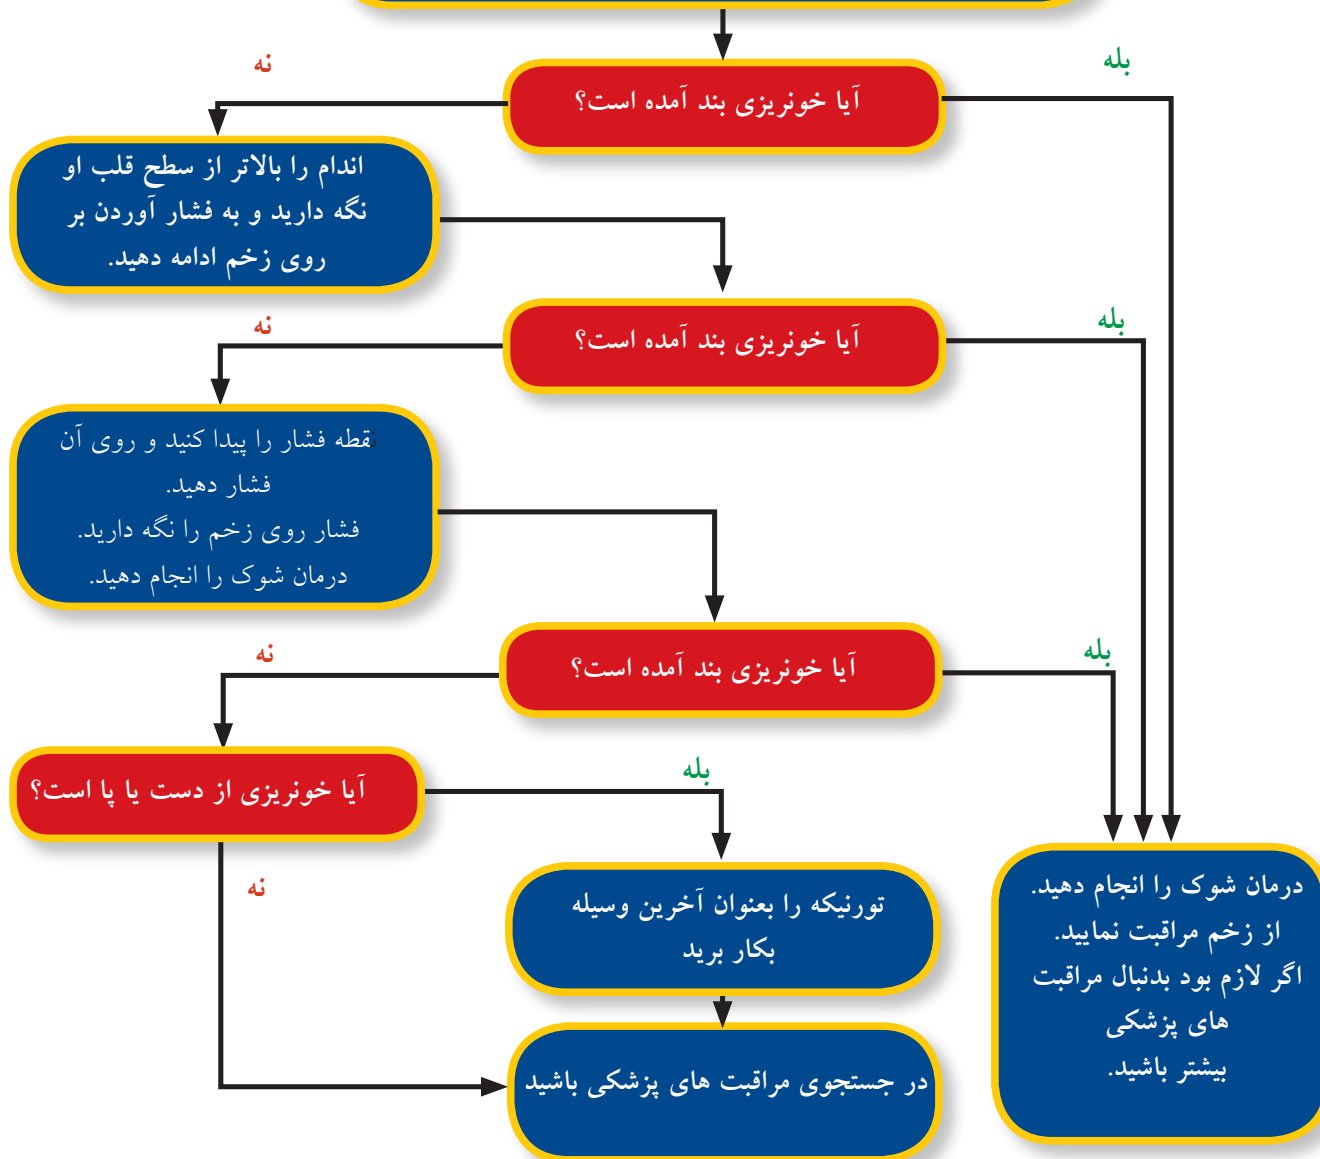 بله
نه
آیا خونریزی بند آمده است؟
اندام را بالاتر از سطح قلب او
نگه دارید و به فشار آوردن بر
روی زخم ادامه دهید.
بله
نه
آیا خونریزی بند آمده است؟
نقطه فشار را پیدا کنید و روی آن
فشار دهید.
فشار روی زخم را نگه دارید.
درمان شوک را انجام دهید.
بله
نه
آیا خونریزی بند آمده است؟
آیا خونریزی از دست یا پا است؟
بله
نه
تورنیکه را بعنوان آخرین وسیله
بکار برید
در جستجوی مراقبت های پزشکی باشید
درمان شوک را انجام دهید.
از زخم مراقبت نمایید.
اگر لازم بود بدنبال مراقبت
های پزشکی
بیشتر باشید.